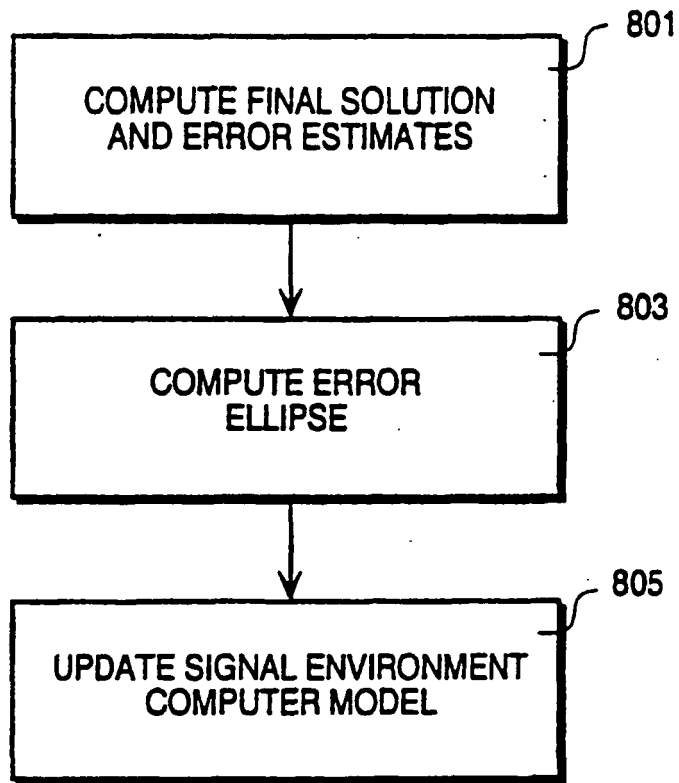 801
COMPUTE FINAL SOLUTION
AND ERROR ESTIMATES
803
COMPUTE ERROR
ELLIPSE
805
UPDATE SIGNAL ENVIRONMENT
COMPUTER MODEL